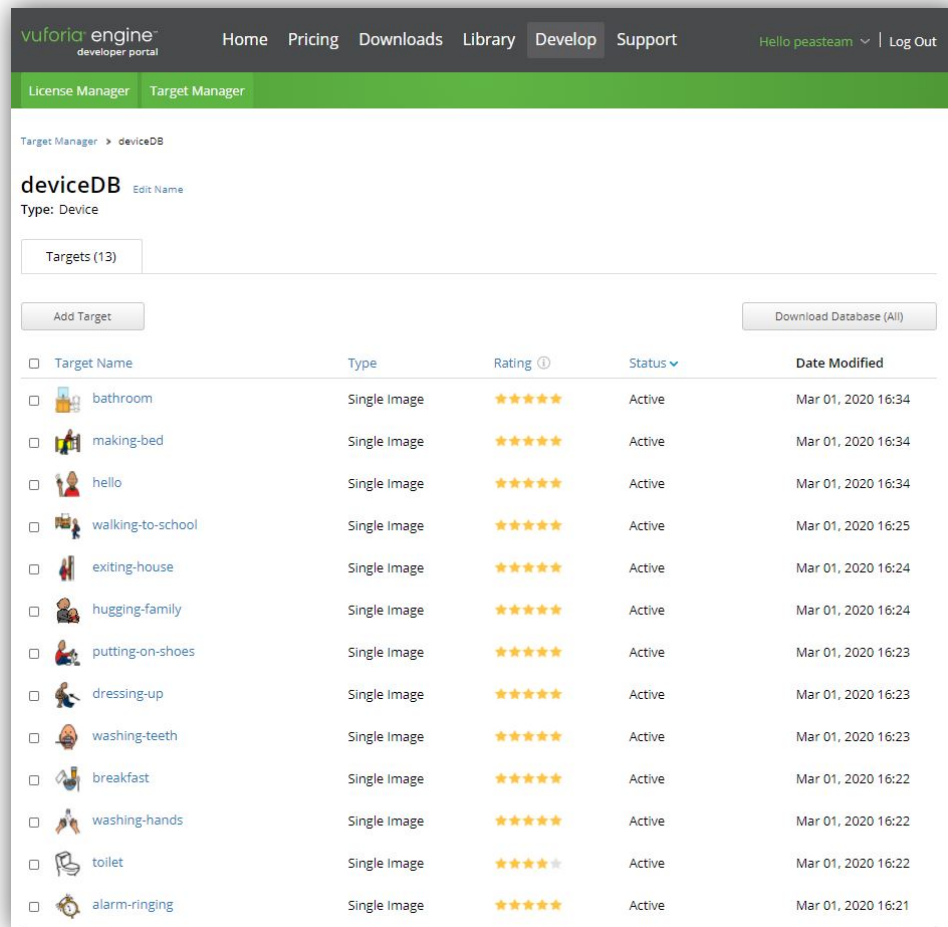 vuforia engine™ Home Pricing Downloads Library Develop Support Hello peasteam | Log Out
developer portal
License Manager Target Manager
Target Manager > deviceDB
deviceDB Edit Name
Type: Device
Targets (13)
Add Target Download Database (All)
Target Name Type Rating Status Date Modified
bathroom Single Image Active Mar 01, 2020 16:34
making-bed Single Image Active Mar 01, 2020 16:34
hello Single Image Active Mar 01, 2020 16:34
walking-to-school Single Image Active Mar 01, 2020 16:25
exiting-house Single Image Active Mar 01, 2020 16:24
hugging-family Single Image Active Mar 01, 2020 16:24
putting-on-shoes Single Image Active Mar 01, 2020 16:23
dressing-up Single Image Active Mar 01, 2020 16:23
washing-teeth Single Image Active Mar 01, 2020 16:23
breakfast Single Image Active Mar 01, 2020 16:22
washing-hands Single Image Active Mar 01, 2020 16:22
toilet Single Image Active Mar 01, 2020 16:22
alarm-ringing Single Image Active Mar 01, 2020 16:21